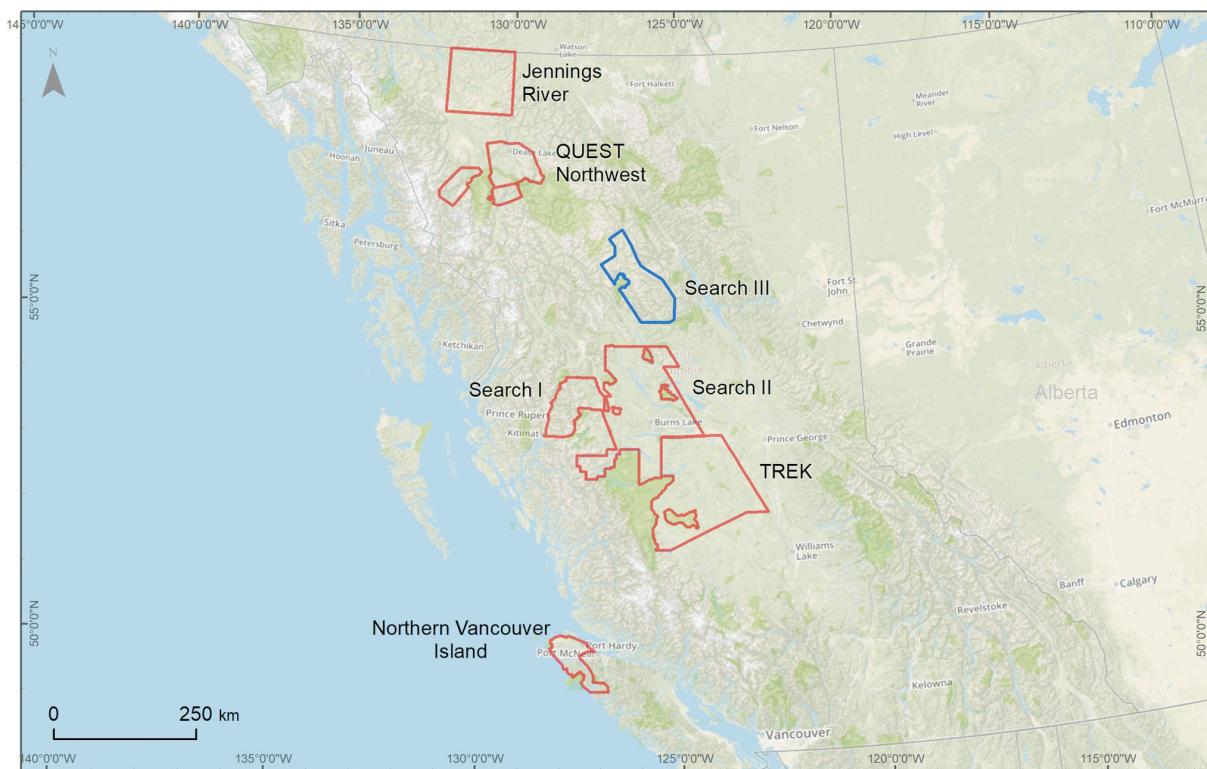 145°0'0"W
140°0'0"W
135°0'0"W
130°0'0"W
125°0'0"W
120°0'0"W
115°0'0"W
110°0'0"W
N
Watson
Lake
Jennings
River
Fort Halkett
Meander
River
Fort Nelson
High Level
Juneau
Hoonah
Dease Lake
QUEST
Northwest
Fort McMurra
Sitka
Petersburg
Search III
Fort St.
John
55°0'0"N
55°0'0"N
Chetwynd
Ketchikan
Grande
Prairie
British
Columbia
Alberta
Alberta
Search I
Search II
Prince Ruper
Kitimat
Burns Lake
Edmonton
Prince George
TREK
Williams
Lake
Banff
Calgary
Revelstoke
50°0'0"N
50°0'0"N
Northern Vancouver
Island
Port Hardy
Port McNeill
Kelowna
0
250 km
Vancouver
140°0'0"W
135°0'0"W
130°0'0"W
125°0'0"W
120°0'0"W
115°0'0"W